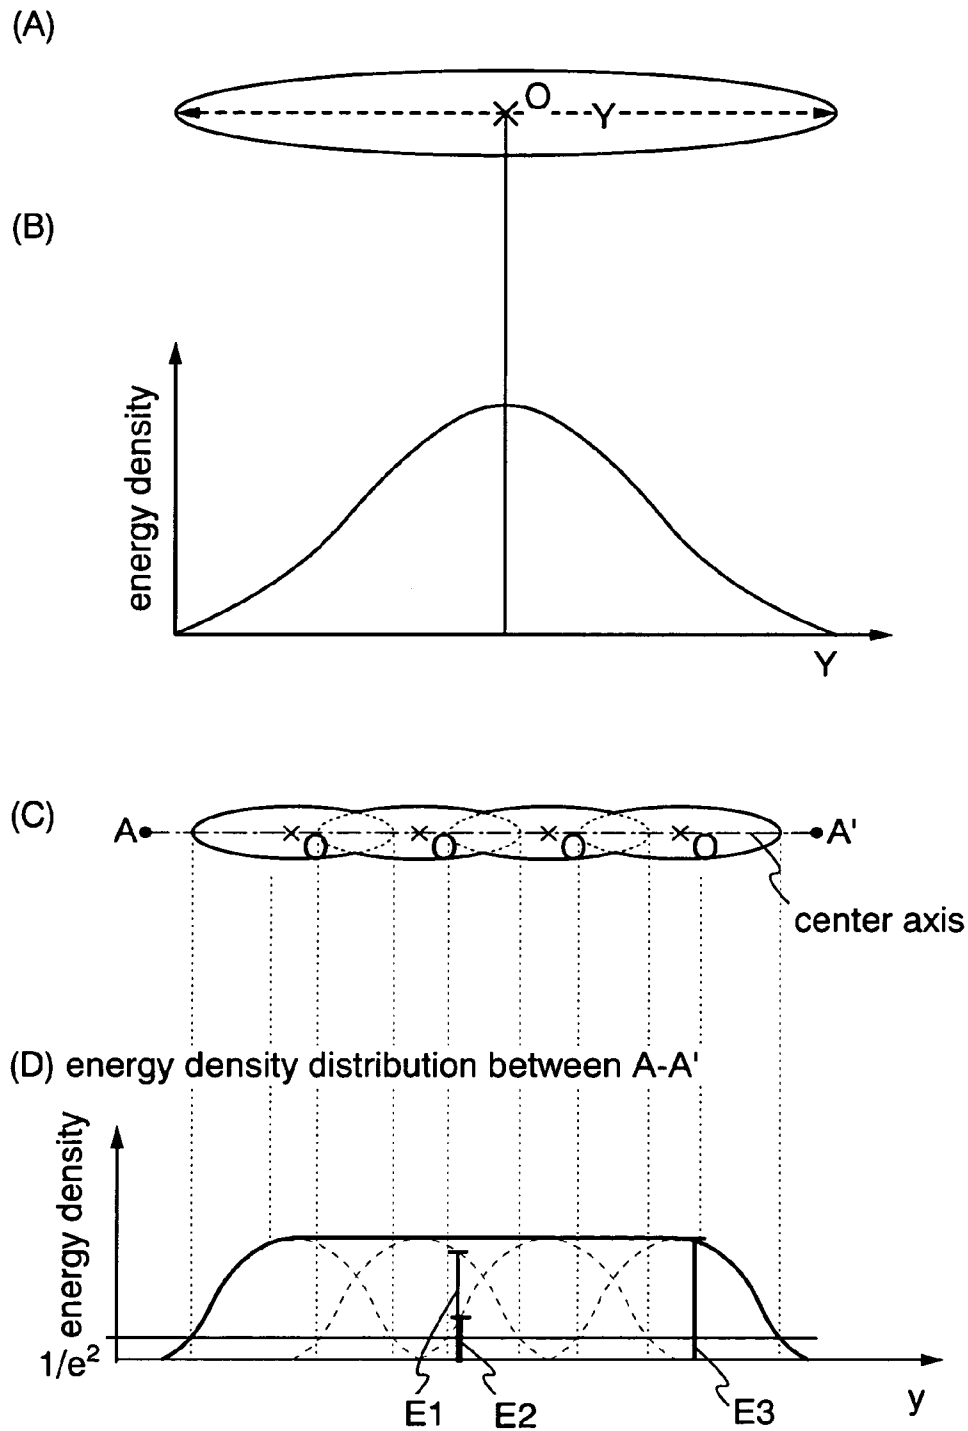 (A)
O
Y
(B)
energy density
Y
(C)
A
O O O O
A'
center axis
(D) energy density distribution between A-A'
energy density
1/e²
E1
E2
E3
y